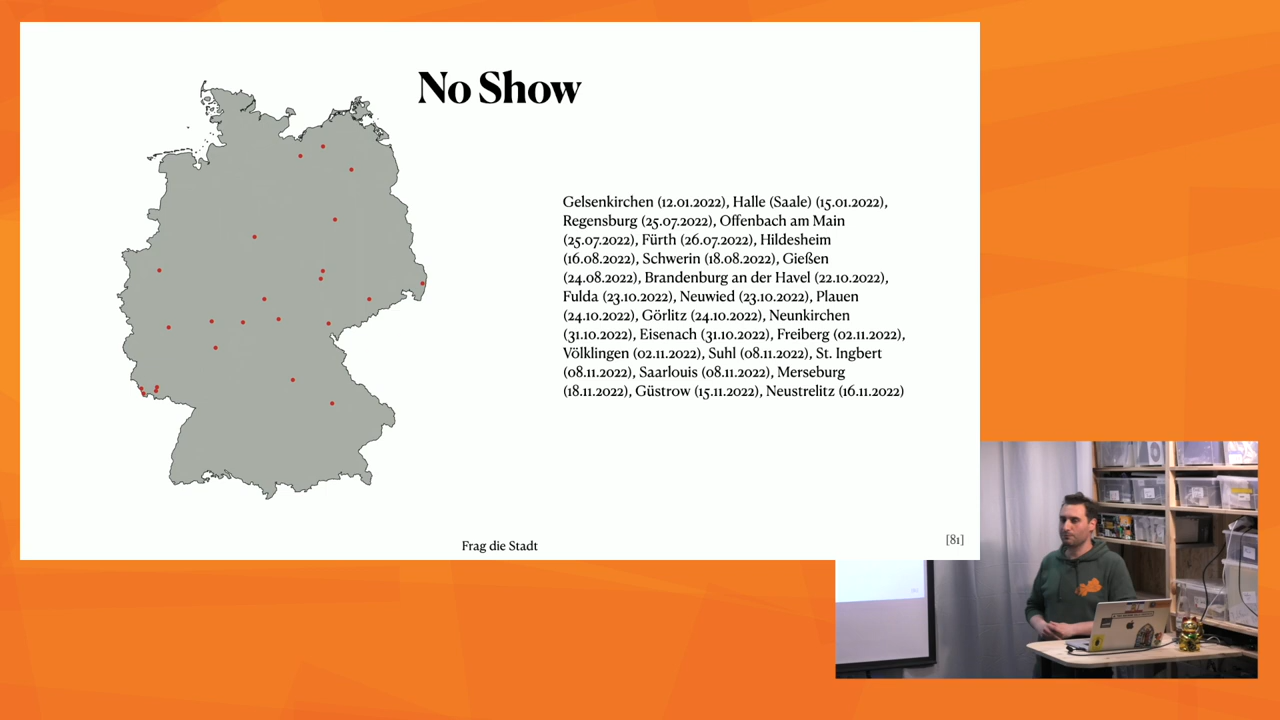 No Show
Gelsenkirchen (12.01.2022), Halle (Saale) (15.01.2022),
Regensburg (25.07.2022), Offenbach am Main
(25.07.2022), Fürth (26.07.2022), Hildesheim
(16.08.2022), Schwerin (18.08.2022), Gießen
(24.08.2022), Brandenburg an der Havel (22.10.2022),
Fulda (23.10.2022), Neuwied (23.10.2022), Plauen
(24.10.2022), Görlitz (24.10.2022), Neunkirchen
(31.10.2022), Eisenach (31.10.2022), Freiberg (02.11.2022),
Völklingen (02.11.2022), Suhl (08.11.2022), St. Ingbert
(08.11.2022), Saarlouis (08.11.2022), Merseburg
(18.11.2022), Güstrow (15.11.2022), Neustrelitz (16.11.2022)
Frag die Stadt
[81]